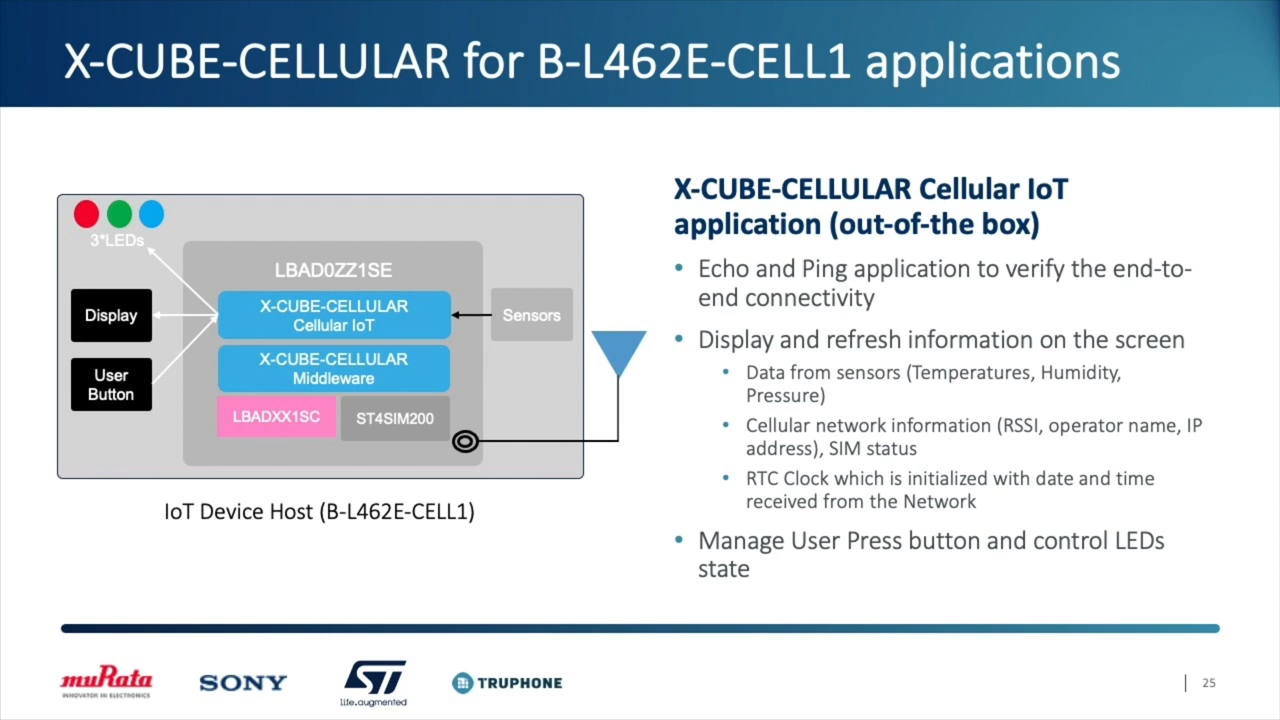 X-CUBE-CELLULAR for B-L462E-CELL1 applications
3*LEDs
LBAD0ZZ1SE
Display
X-CUBE-CELLULAR
Cellular IoT
Sensors
User
Button
X-CUBE-CELLULAR
Middleware
LBADXX1SC
ST4SIM200
IoT Device Host (B-L462E-CELL1)
X-CUBE-CELLULAR Cellular IoT
application (out-of-the box)
• Echo and Ping application to verify the end-to-
end connectivity
• Display and refresh information on the screen
• Data from sensors (Temperatures, Humidity,
Pressure)
• Cellular network information (RSSI, operator name, IP
address), SIM status
• RTC Clock which is initialized with date and time
received from the Network
• Manage User Press button and control LEDs
state
muRata
INNOVATOR IN ELECTRONICS
SONY
ST
life.augmented
TRUPHONE
25